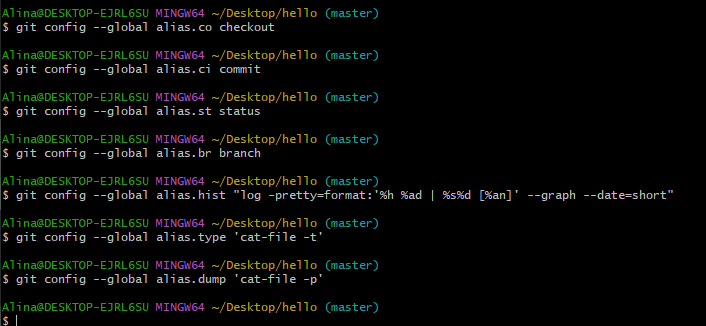 Alina@DESKTOP-EJRL6SU MINGW64 ~/Desktop/hello (master)
$ git config --global alias.co checkout
Alina@DESKTOP-EJRL6SU MINGW64 ~/Desktop/hello (master)
$ git config --global alias.ci commit
Alina@DESKTOP-EJRL6SU MINGW64 ~/Desktop/hello (master)
$ git config --global alias.st status
Alina@DESKTOP-EJRL6SU MINGW64 ~/Desktop/hello (master)
$ git config --global alias.br branch
Alina@DESKTOP-EJRL6SU MINGW64 ~/Desktop/hello (master)
$ git config --global alias.hist "log -pretty=format:'%h %ad | %s%d [%an]' --graph --date=short"
Alina@DESKTOP-EJRL6SU MINGW64 ~/Desktop/hello (master)
$ git config --global alias.type 'cat-file -t'
Alina@DESKTOP-EJRL6SU MINGW64 ~/Desktop/hello (master)
$ git config --global alias.dump 'cat-file -p'
Alina@DESKTOP-EJRL6SU MINGW64 ~/Desktop/hello (master)
$